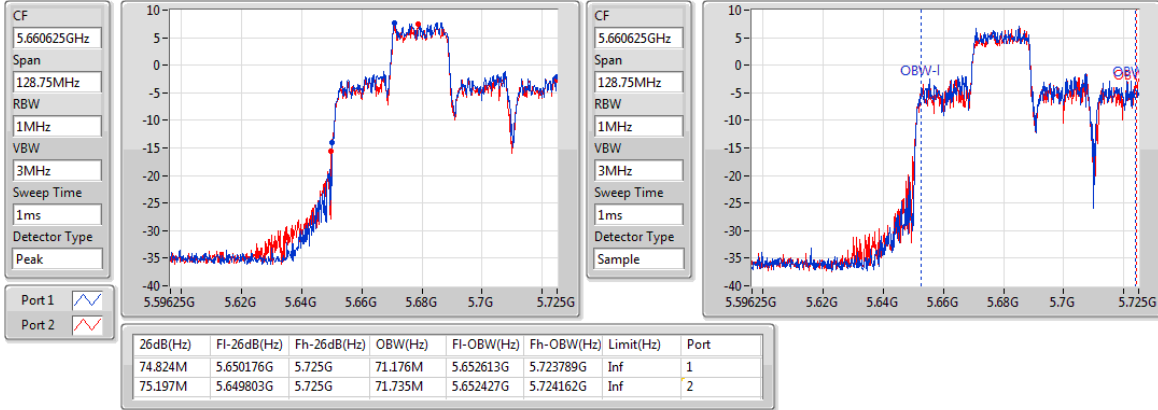 CF
5.660625GHz
Span
128.75MHz
RBW
1MHz
VBW
3MHz
Sweep Time
1ms
Detector Type
Peak
Port 1
Port 2
10
5
0
-5
-10
-15
-20
-25
-30
-35
-40
5.59625G 5.62G 5.64G 5.66G 5.68G 5.7G 5.725G
CF
5.660625GHz
Span
128.75MHz
RBW
1MHz
VBW
3MHz
Sweep Time
1ms
Detector Type
Sample
10
5
0
-5
-10
-15
-20
-25
-30
-35
-40
OBW-l
5.59625G 5.62G 5.64G 5.66G 5.68G 5.7G 5.725G
26dB(Hz) Fl-26dB(Hz) Fh-26dB(Hz) OBW(Hz) Fl-OBW(Hz) Fh-OBW(Hz) Limit(Hz) Port
74.824M 5.650176G 5.725G 71.176M 5.652613G 5.723789G Inf 1
75.197M 5.649803G 5.725G 71.735M 5.652427G 5.724162G Inf 2